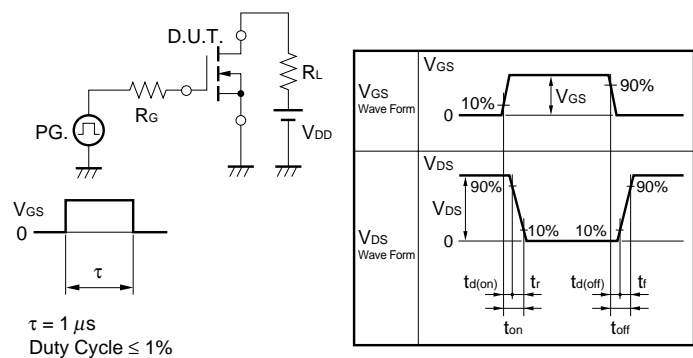 D.U.T.
RL
RG
PG.
VDD
VGS
0
τ
τ = 1 μs
Duty Cycle ≤ 1%
VGS
Wave Form
VGS
10%
0
VGS
90%
VDS
Wave Form
VDS
90%
VDS
0
10% 10%
90%
td(on) tr td(off) tf
ton toff